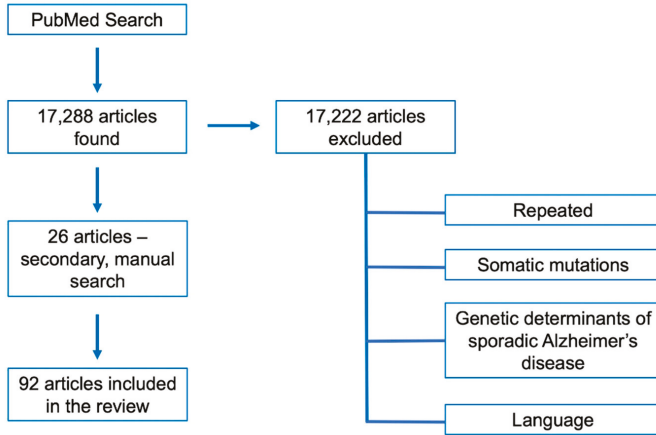 PubMed Search
17,288 articles
found
17,222 articles
excluded
26 articles –
secondary, manual
search
92 articles included
in the review
Repeated
Somatic mutations
Genetic determinants of
sporadic Alzheimer's
disease
Language